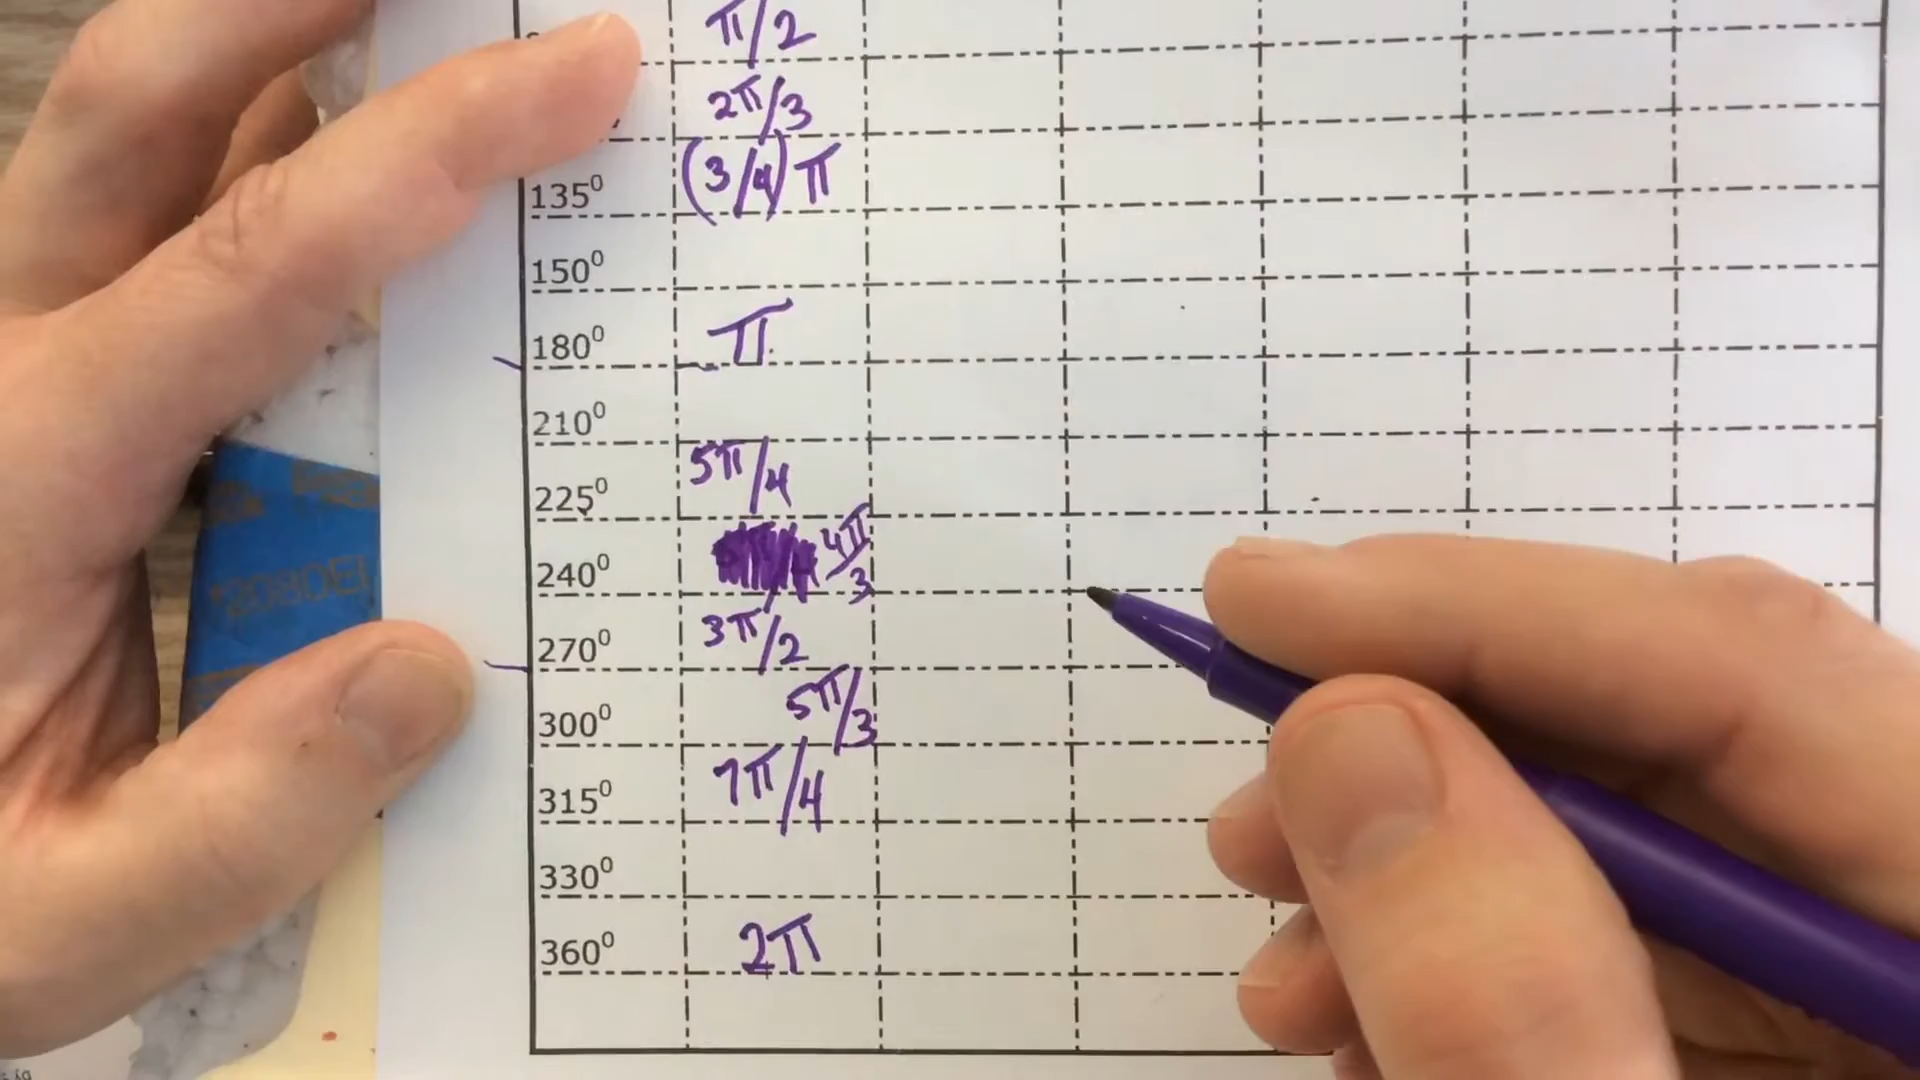 π/2
2π/3
135⁰ (3/4)π
150⁰
180⁰ π
210⁰
225⁰ 5π/4
240⁰ 4π/3
270⁰ 3π/2
300⁰ 5π/3
315⁰ 7π/4
330⁰
360⁰ 2π